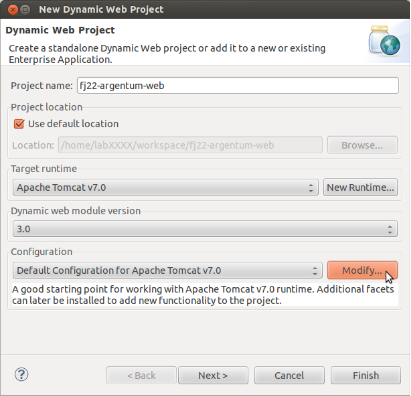 New Dynamic Web Project
Dynamic Web Project
Create a standalone Dynamic Web project or add it to a new or existing
Enterprise Application.
Project name: fj22-argentum-web
Project location
Use default location
Location: /home/labXXXX/workspace/fj22-argentum-web Browse...
Target runtime
Apache Tomcat v7.0 New Runtime...
Dynamic web module version
3.0
Configuration
Default Configuration for Apache Tomcat v7.0 Modify...
A good starting point for working with Apache Tomcat v7.0 runtime. Additional facets
can later be installed to add new functionality to the project.
? < Back Next > Cancel Finish